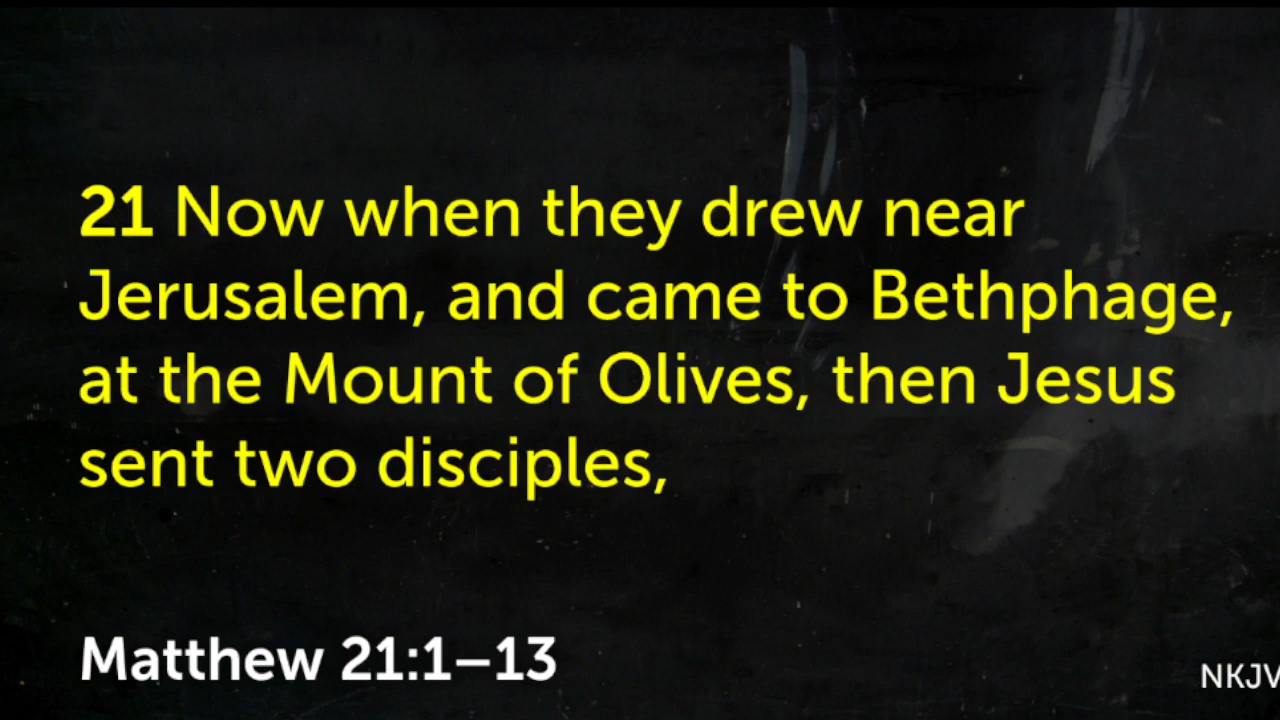 21 Now when they drew near
Jerusalem, and came to Bethphage,
at the Mount of Olives, then Jesus
sent two disciples,
Matthew 21:1–13
NKJV